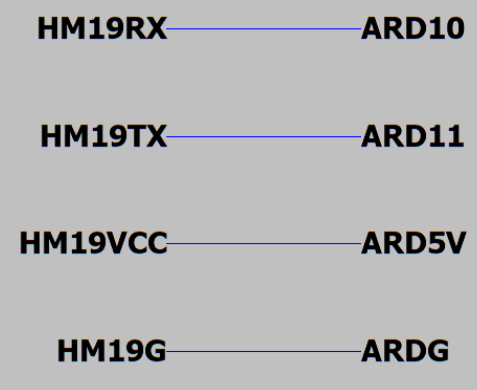 HM19RX ARD10
HM19TX ARD11
HM19VCC ARD5V
HM19G ARDG